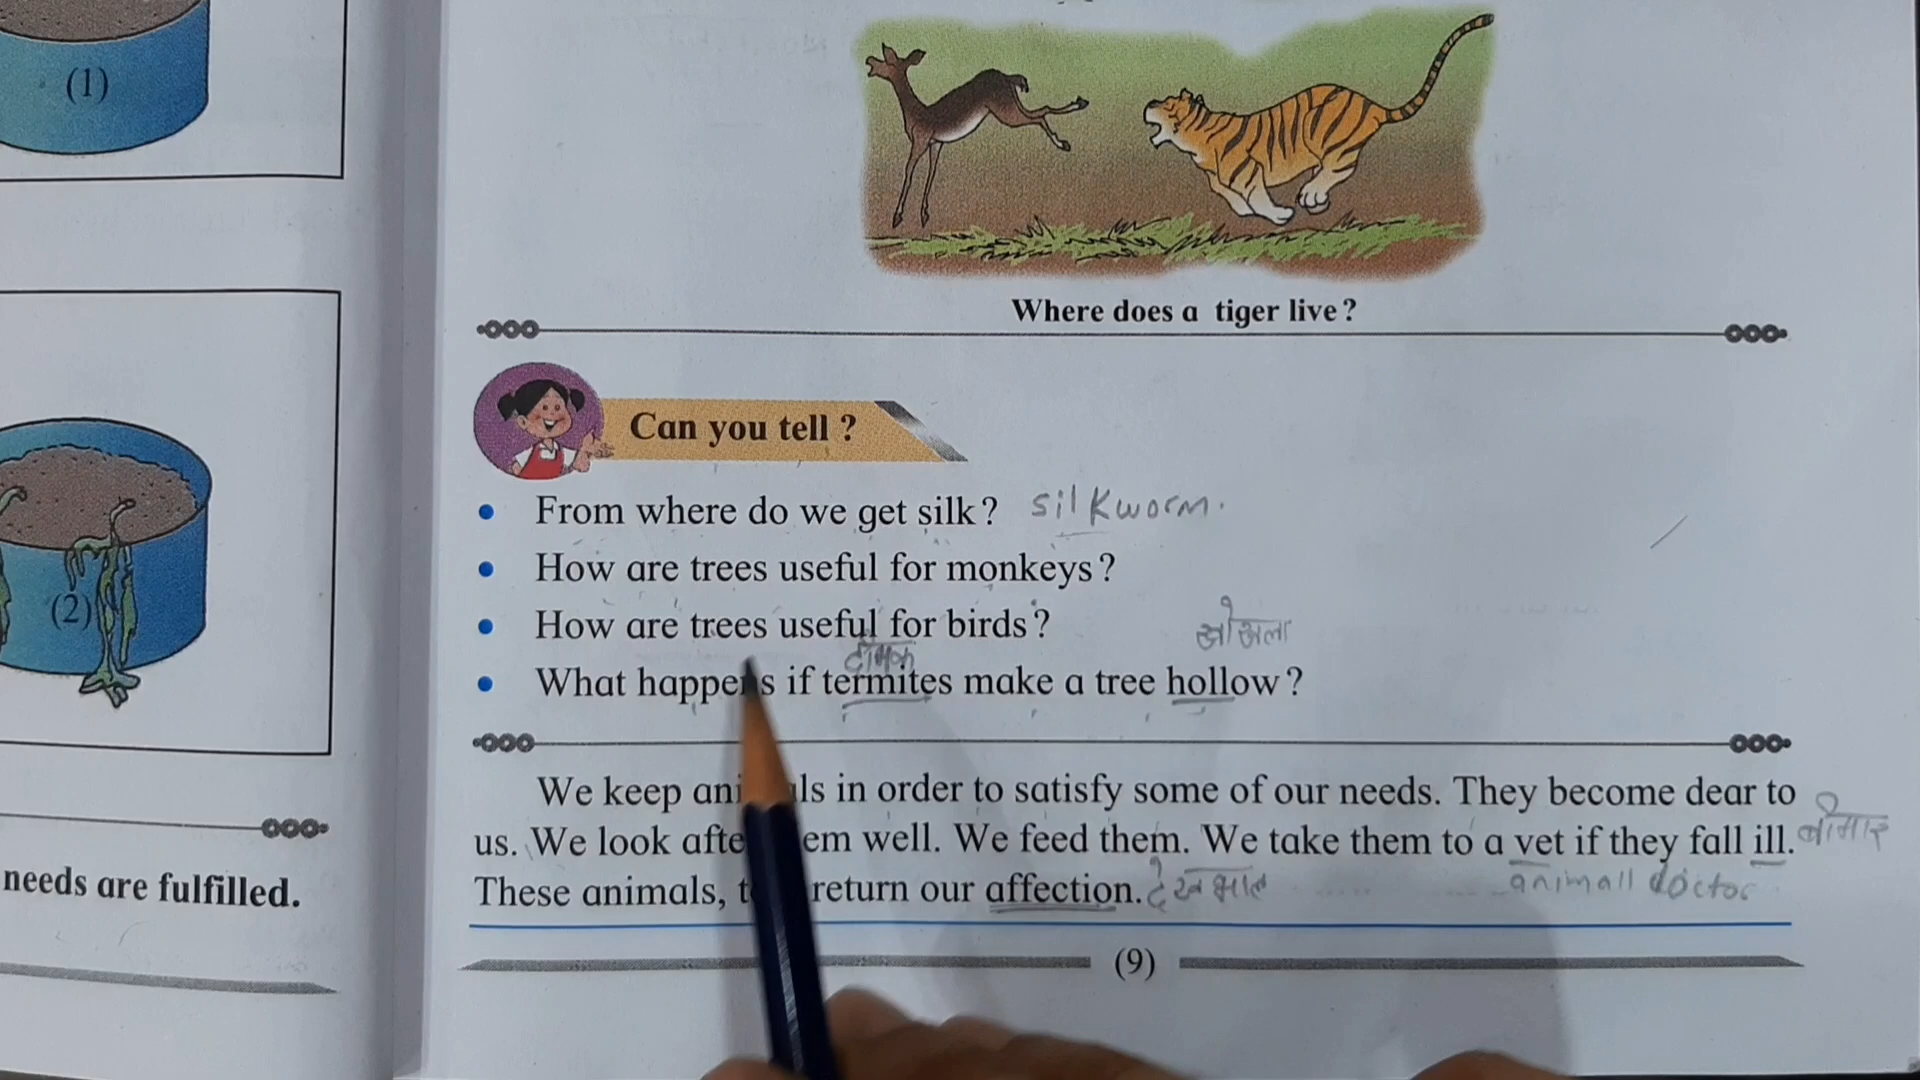 (1)
(2)
needs are fulfilled.
Where does a tiger live?
Can you tell?
• From where do we get silk? silkworm.
• How are trees useful for monkeys?
• How are trees useful for birds?
खोखला
दीमक
• What happens if termites make a tree hollow?
We keep animals in order to satisfy some of our needs. They become dear to
us. We look after them well. We feed them. We take them to a vet if they fall ill. बीमार
These animals, return our affection. देखभाल animall doctor
(9)